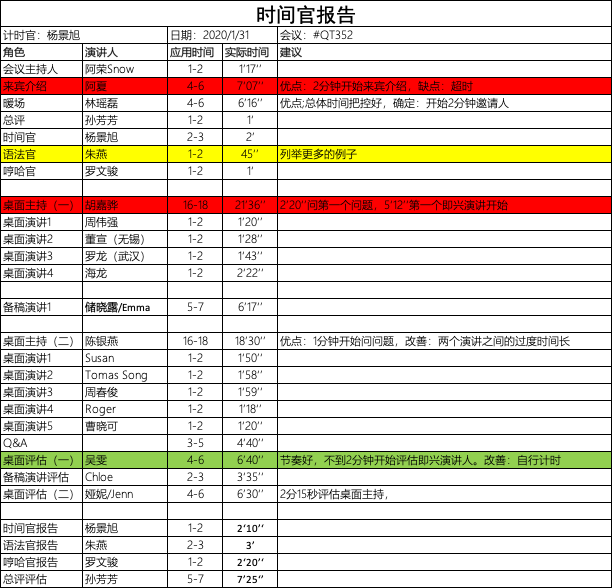 时间官报告
计时官：杨景旭 日期：2020/1/31 会议：#QT352
角色 演讲人 应用时间 实际时间 建议
会议主持人 阿荣Snow 1-2 1‘17’‘
来宾介绍 阿夏 4-6 7‘07’‘ 优点：2分钟开始来宾介绍，缺点：超时
暖场 林瑶磊 4-6 6‘16’‘ 优点;总体时间把控好，确定：开始2分钟邀请人
总评 孙芳芳 1-2 1‘
时间官 杨景旭 2-3 2‘
语法官 朱燕 1-2 45’‘ 列举更多的例子
哼哈官 罗文骏 1-2 1‘
桌面主持（一） 胡嘉骅 16-18 21‘36’‘ 2‘20’‘问第一个问题，5‘12’‘第一个即兴演讲开始
桌面演讲1 周伟强 1-2 1‘20’‘
桌面演讲2 董宣（无锡） 1-2 1‘28’‘
桌面演讲3 罗龙（武汉） 1-2 1‘43’‘
桌面演讲4 海龙 1-2 2‘22’‘
备稿演讲1 储晓露/Emma 5-7 6‘17’‘
桌面主持（二） 陈银燕 16-18 18‘30’‘ 优点：1分钟开始问问题，改善：两个演讲之间的过度时间长
桌面演讲1 Susan 1-2 1‘50’‘
桌面演讲2 Tomas Song 1-2 1‘58’‘
桌面演讲3 周春俊 1-2 1‘59’‘
桌面演讲4 Roger 1-2 1‘18’‘
桌面演讲5 曹晓可 1-2 1‘20’‘
Q&A 3-5 4‘40’‘
桌面评估（一） 吴雯 4-6 6‘40’‘ 节奏好，不到2分钟开始评估即兴演讲人。改善：自行计时
备稿演讲评估 Chloe 2-3 3‘35’‘
桌面评估（二） 娅妮/Jenn 4-6 6‘30’‘ 2分15秒评估桌面主持，
时间官报告 杨景旭 1-2 2‘10’‘
语法官报告 朱燕 2-3 3‘
哼哈官报告 罗文骏 1-2 2‘20’‘
总评评估 孙芳芳 5-7 7‘25’‘